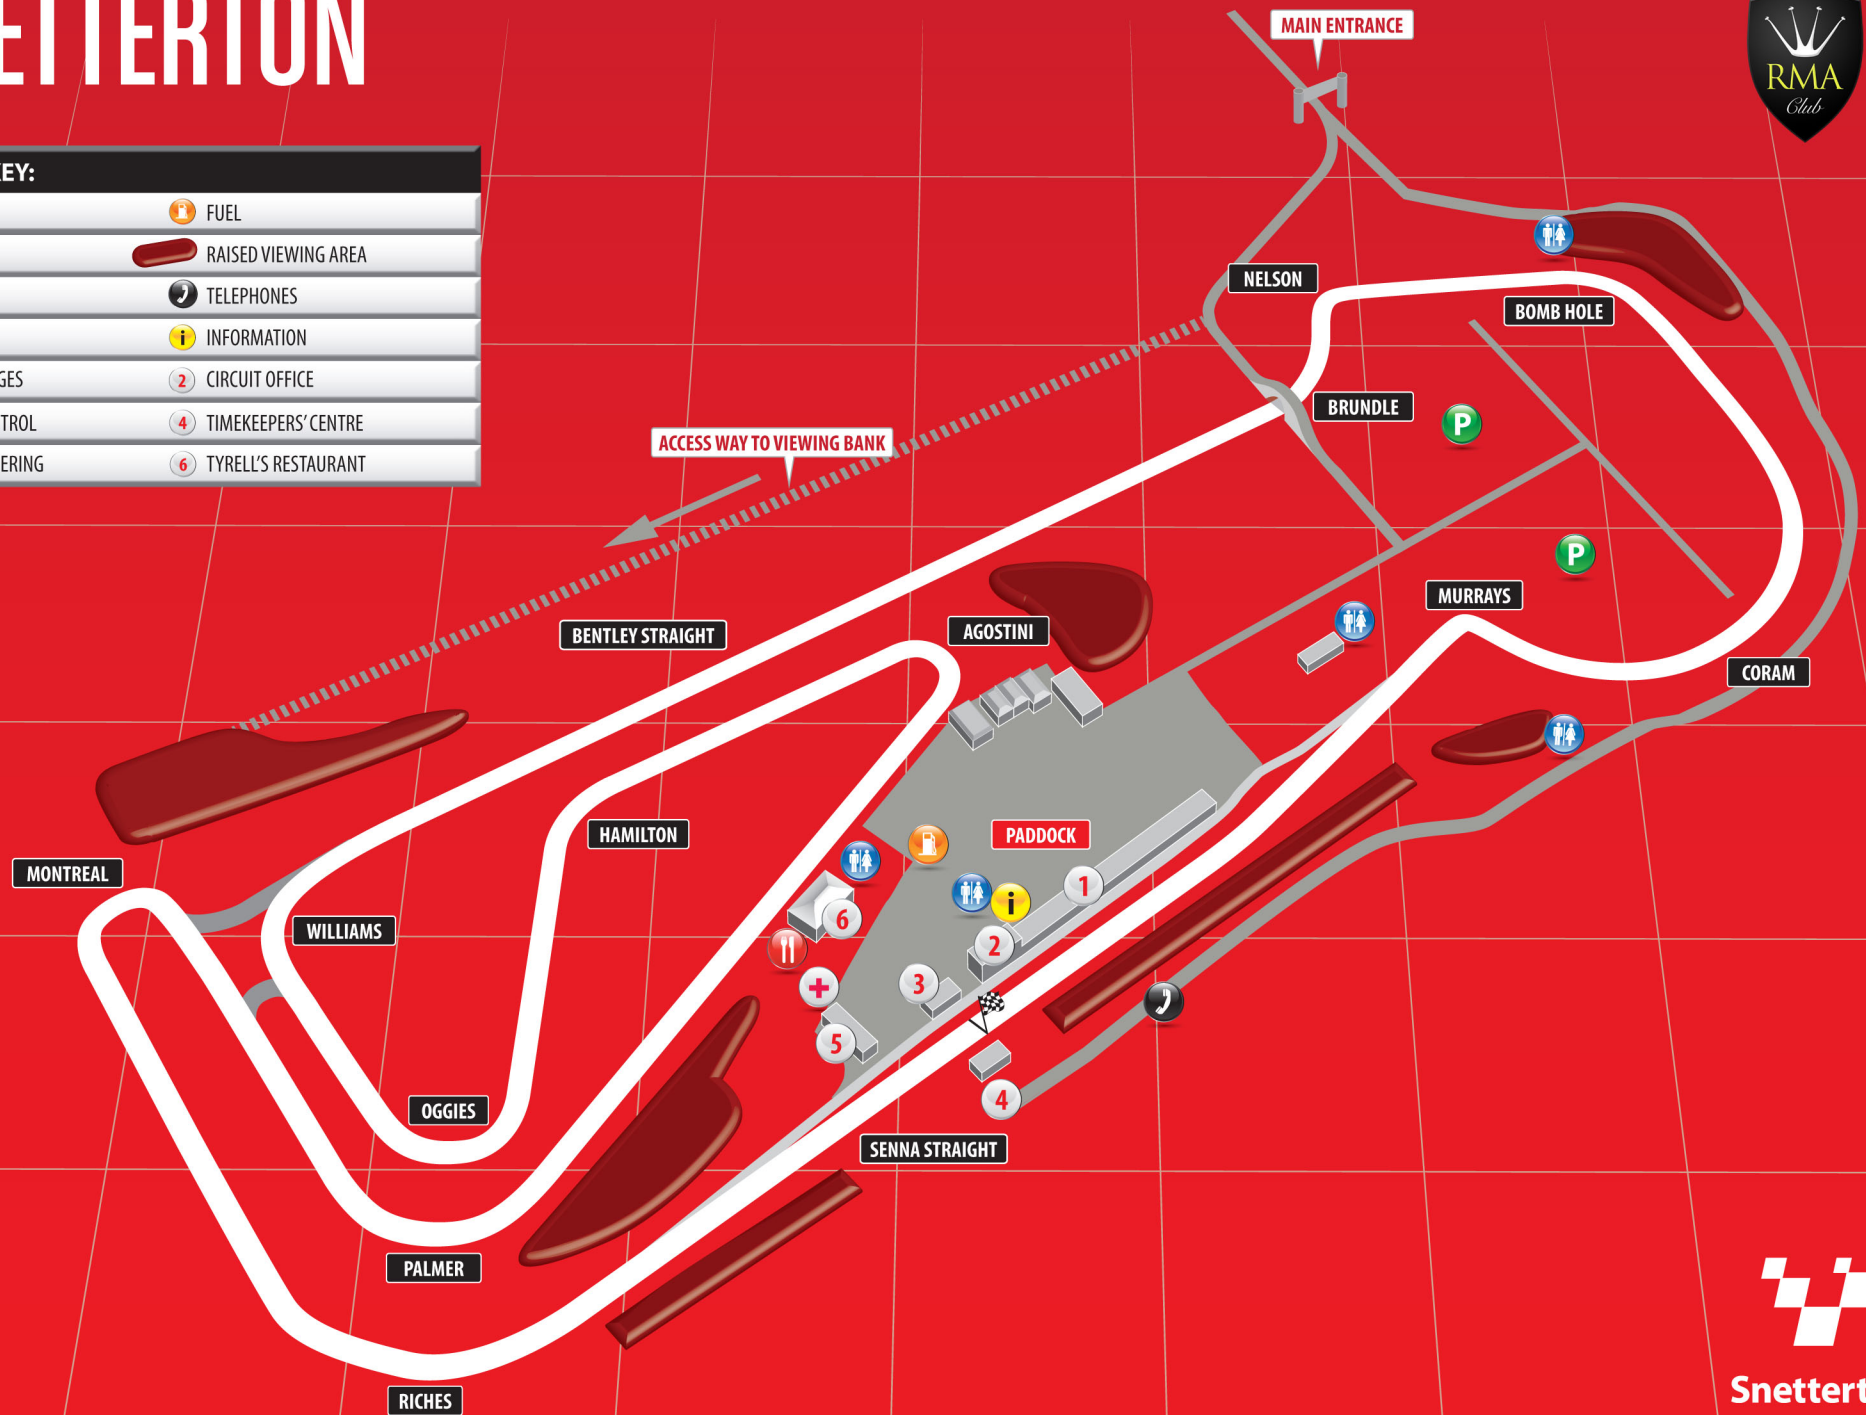 ETTERTON
MAIN ENTRANCE
RMA
Club
KEY:
FUEL
RAISED VIEWING AREA
TELEPHONES
i INFORMATION
GES
2 CIRCUIT OFFICE
TROL
4 TIMEKEEPERS' CENTRE
ERING
6 TYRELL'S RESTAURANT
NELSON
BOMB HOLE
BRUNDLE
P
ACCESS WAY TO VIEWING BANK
P
MURRAYS
BENTLEY STRAIGHT
AGOSTINI
CORAM
HAMILTON
PADDOCK
MONTREAL
1
i
6
WILLIAMS
2
3
5
4
OGGIES
SENNA STRAIGHT
PALMER
RICHES
Snettert